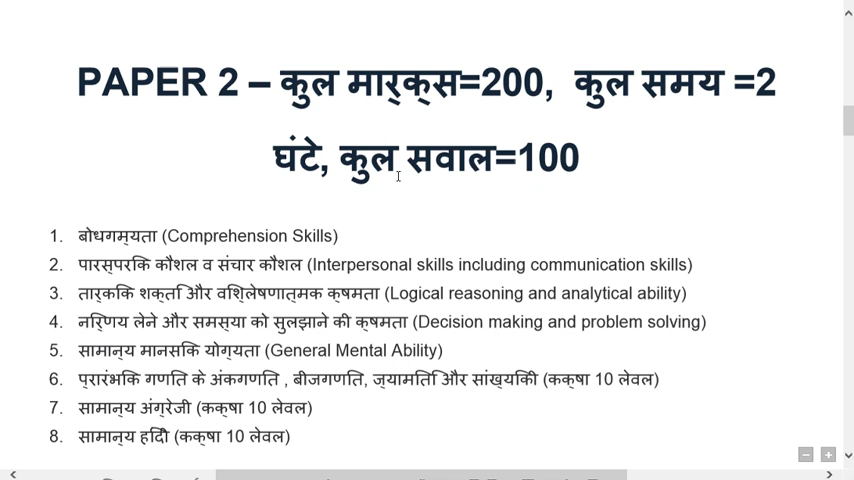 PAPER 2 – कुल मार्क्स=200, कुल समय =2
घंटे, कुल सवाल=100
1. बोधगम्यता (Comprehension Skills)
2. पारस्परिक कौशल व संचार कौशल (Interpersonal skills including communication skills)
3. तार्किक शक्ति और विश्लेषणात्मक क्षमता (Logical reasoning and analytical ability)
4. निर्णय लेने और समस्या को सुलझाने की क्षमता (Decision making and problem solving)
5. सामान्य मानसिक योग्यता (General Mental Ability)
6. प्रारंभिक गणित के अंकगणित , बीजगणित, ज्यामिति और सांख्यिकी (कक्षा 10 लेवल)
7. सामान्य अंग्रेजी (कक्षा 10 लेवल)
8. सामान्य हिंदी (कक्षा 10 लेवल)